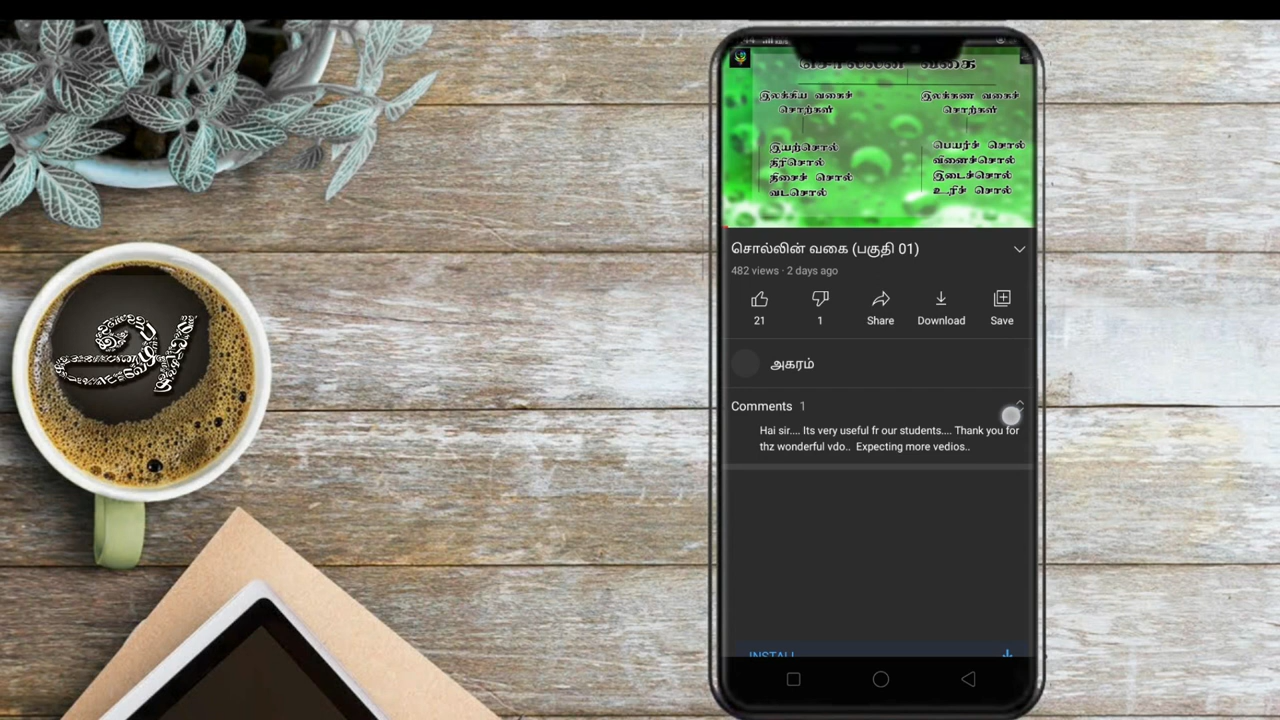 சொல்லின் வகை
இலக்கிய வகைச் சொற்கள்
இயற்சொல்
திரிசொல்
திசைச் சொல்
வடசொல்
இலக்கண வகைச் சொற்கள்
பெயர்ச் சொல்
வினைச்சொல்
இடைச்சொல்
உரிச் சொல்
சொல்லின் வகை (பகுதி 01)
482 views · 2 days ago
21
1
Share
Download
Save
அகரம்
Comments 1
Hai sir.... Its very useful fr our students.... Thank you for
thz wonderful vdo.. Expecting more vedios..
INSTALL